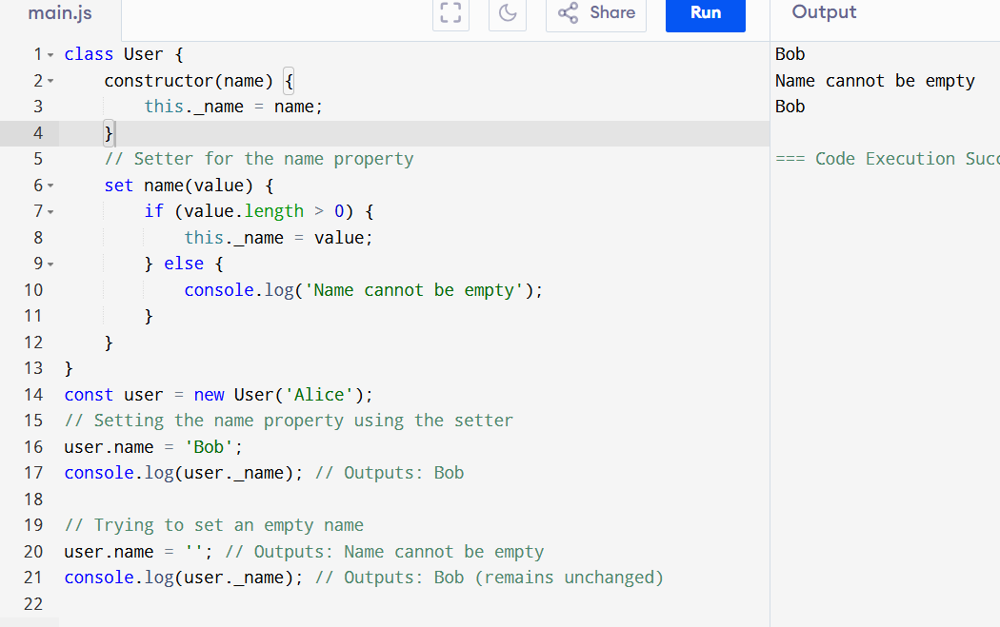 main.js
Share
Run
Output
1 class User {
2     constructor(name) {
3         this._name = name;
4     }
5     // Setter for the name property
6     set name(value) {
7         if (value.length > 0) {
8             this._name = value;
9         } else {
10             console.log('Name cannot be empty');
11         }
12     }
13 }
14 const user = new User('Alice');
15 // Setting the name property using the setter
16 user.name = 'Bob';
17 console.log(user._name); // Outputs: Bob
18
19 // Trying to set an empty name
20 user.name = ''; // Outputs: Name cannot be empty
21 console.log(user._name); // Outputs: Bob (remains unchanged)
22
Bob
Name cannot be empty
Bob
=== Code Execution Succ